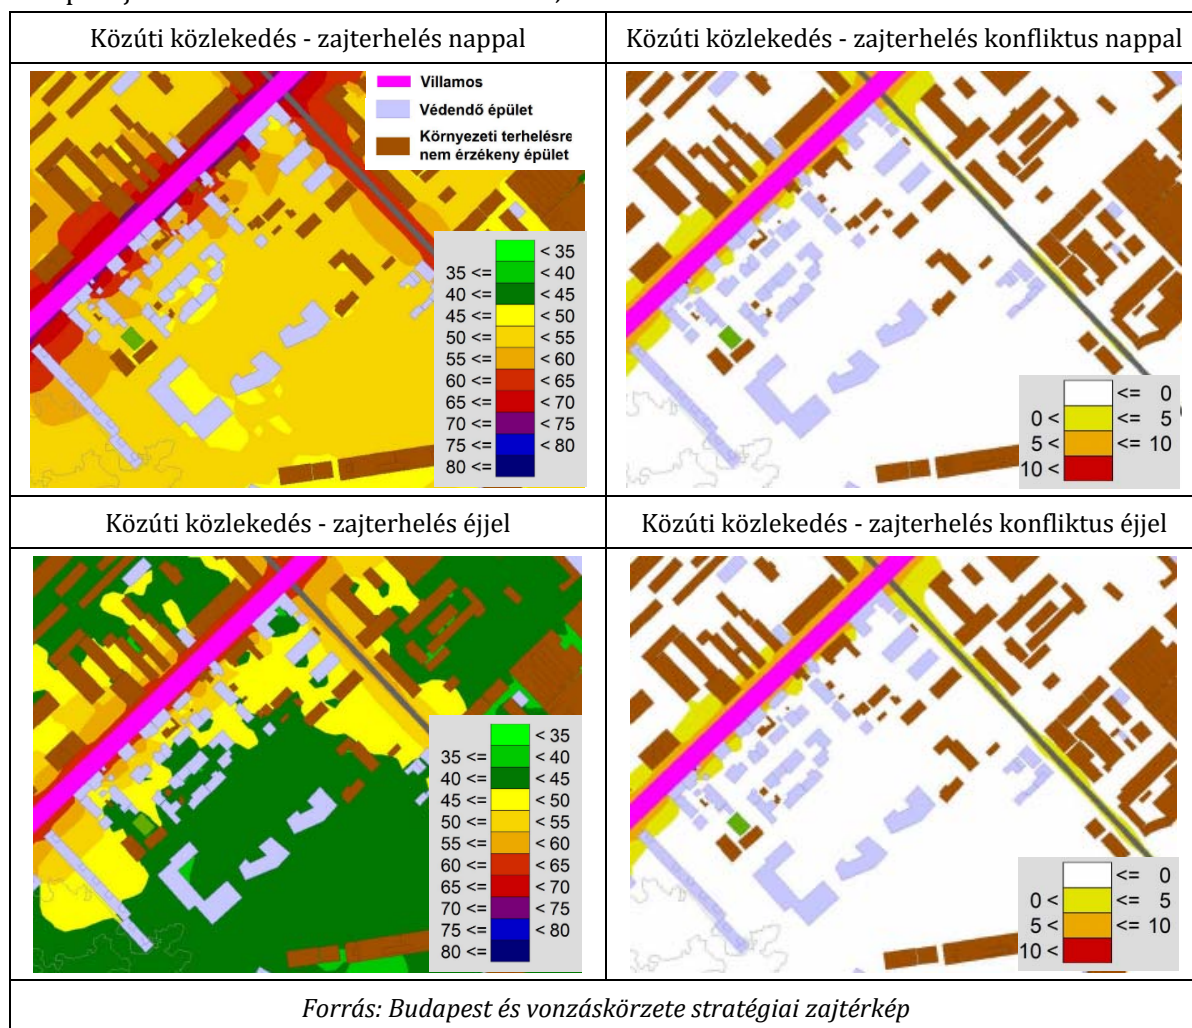 Közúti közlekedés - zajterhelés nappal
Közúti közlekedés - zajterhelés konfliktus nappal
Villamos
Védendő épület
Környezeti terhelésre
nem érzékeny épület
< 35
35 <= < 40
40 <= < 45
45 <= < 50
50 <= < 55
55 <= < 60
60 <= < 65
65 <= < 70
70 <= < 75
75 <= < 80
80 <=
<= 0
0 < <= 5
5 < <= 10
10 <
Közúti közlekedés - zajterhelés éjjel
Közúti közlekedés - zajterhelés konfliktus éjjel
< 35
35 <= < 40
40 <= < 45
45 <= < 50
50 <= < 55
55 <= < 60
60 <= < 65
65 <= < 70
70 <= < 75
75 <= < 80
80 <=
<= 0
0 < <= 5
5 < <= 10
10 <
Forrás: Budapest és vonzáskörzete stratégiai zajtérkép